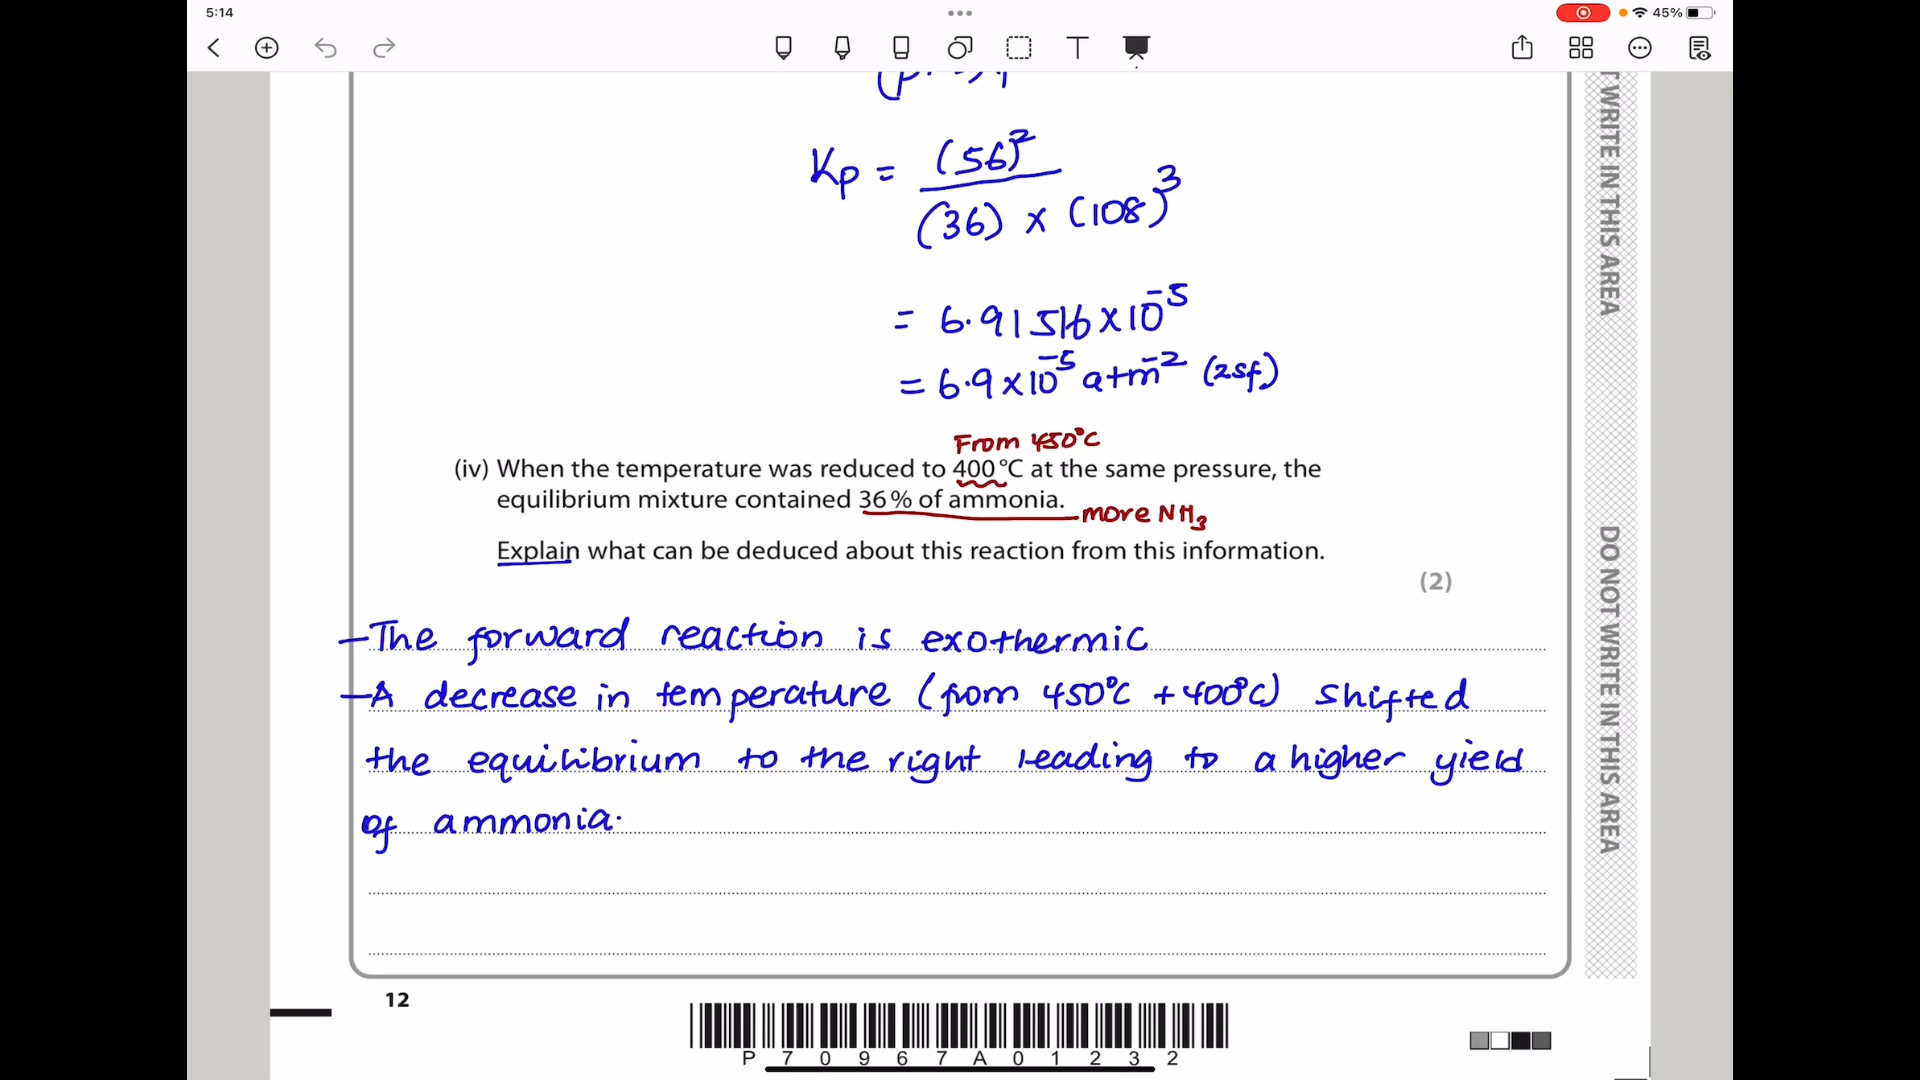 5:14
45%
Kp = (56)²
(36) × (108)³
= 6.91516×10⁻⁵
= 6.9×10⁻⁵ atm⁻² (2sf.)
From 450°C
(iv) When the temperature was reduced to 400 °C at the same pressure, the
equilibrium mixture contained 36% of ammonia.
more NH₃
Explain what can be deduced about this reaction from this information.
(2)
– The forward reaction is exothermic
– A decrease in temperature (from 450°C +400°C) shifted
the equilibrium to the right leading to a higher yield
of ammonia.
12
P 7 0 9 6 7 A 0 1 2 3 2
WRITE IN THIS AREA
DO NOT WRITE IN THIS AREA